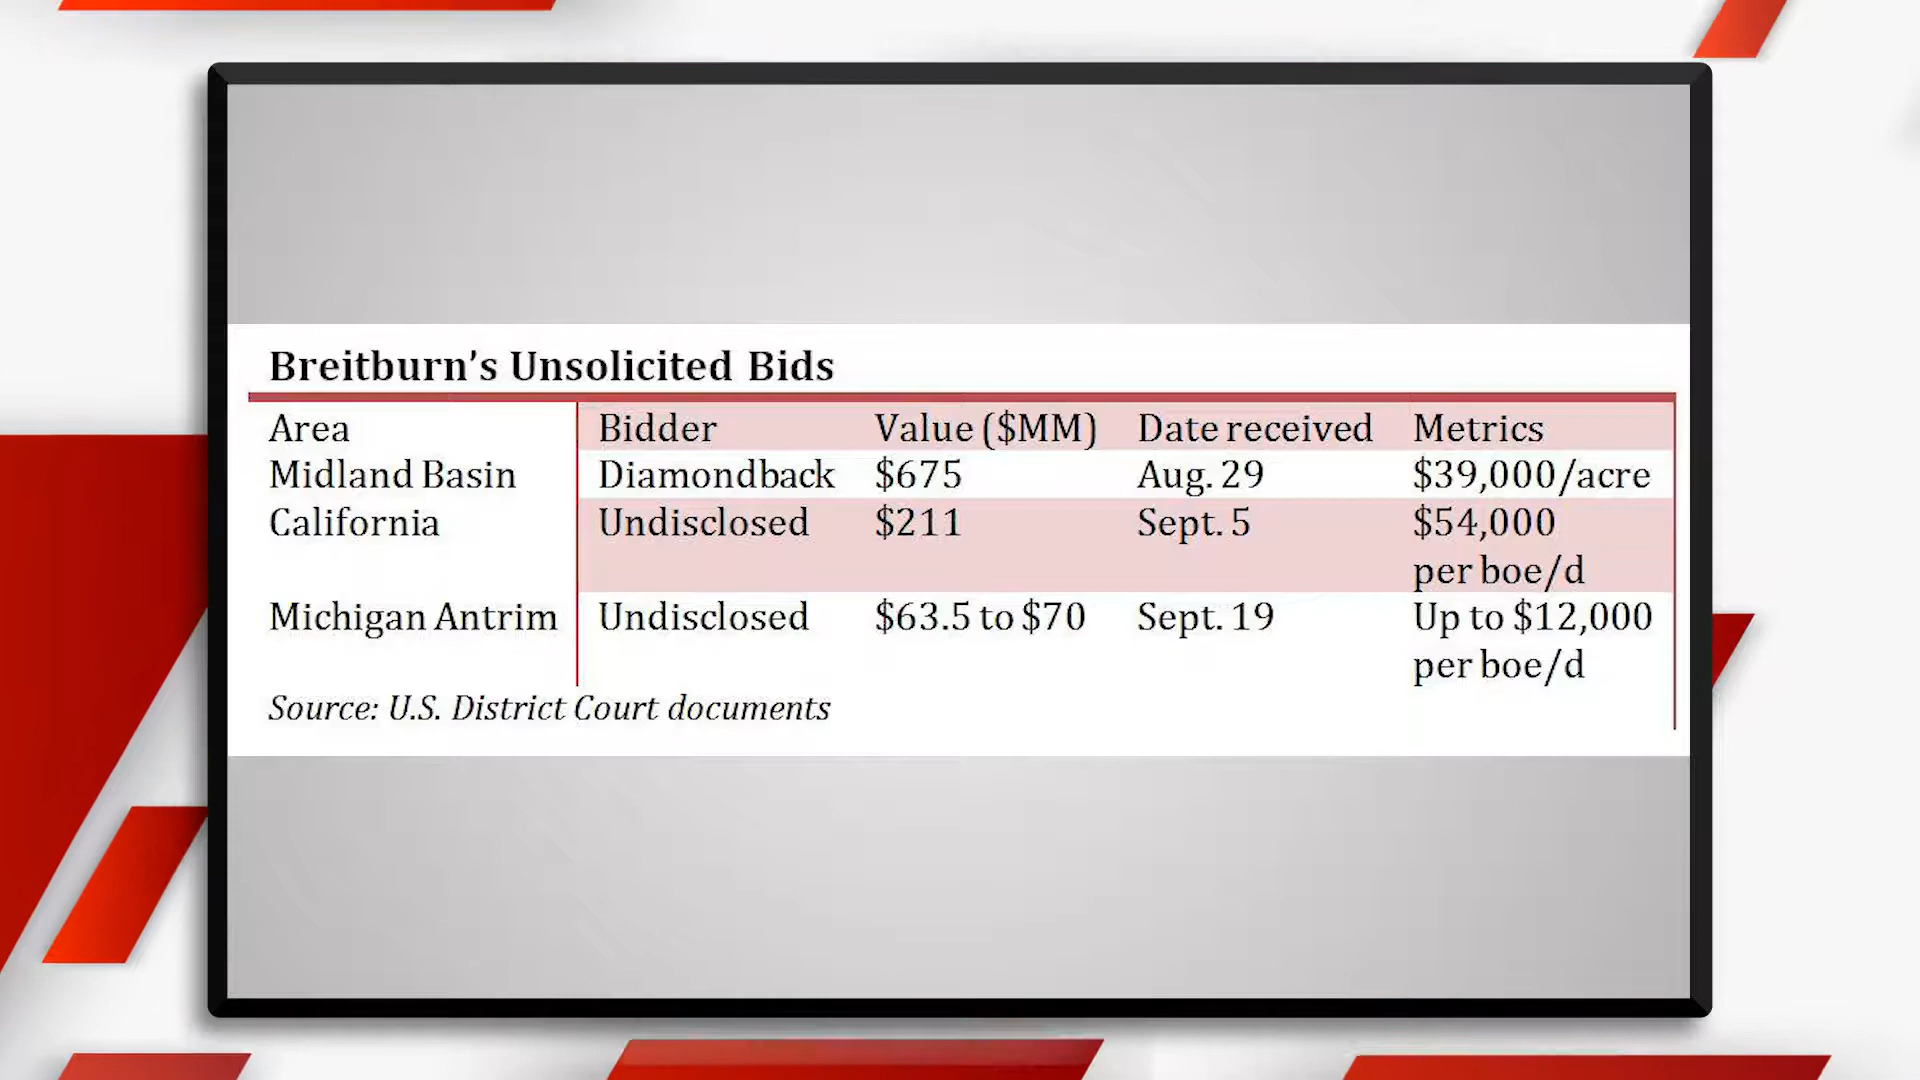 Breitburn’s Unsolicited Bids
Area Bidder Value ($MM) Date received Metrics
Midland Basin Diamondback $675 Aug. 29 $39,000/acre
California Undisclosed $211 Sept. 5 $54,000
per boe/d
Michigan Antrim Undisclosed $63.5 to $70 Sept. 19 Up to $12,000
per boe/d
Source: U.S. District Court documents